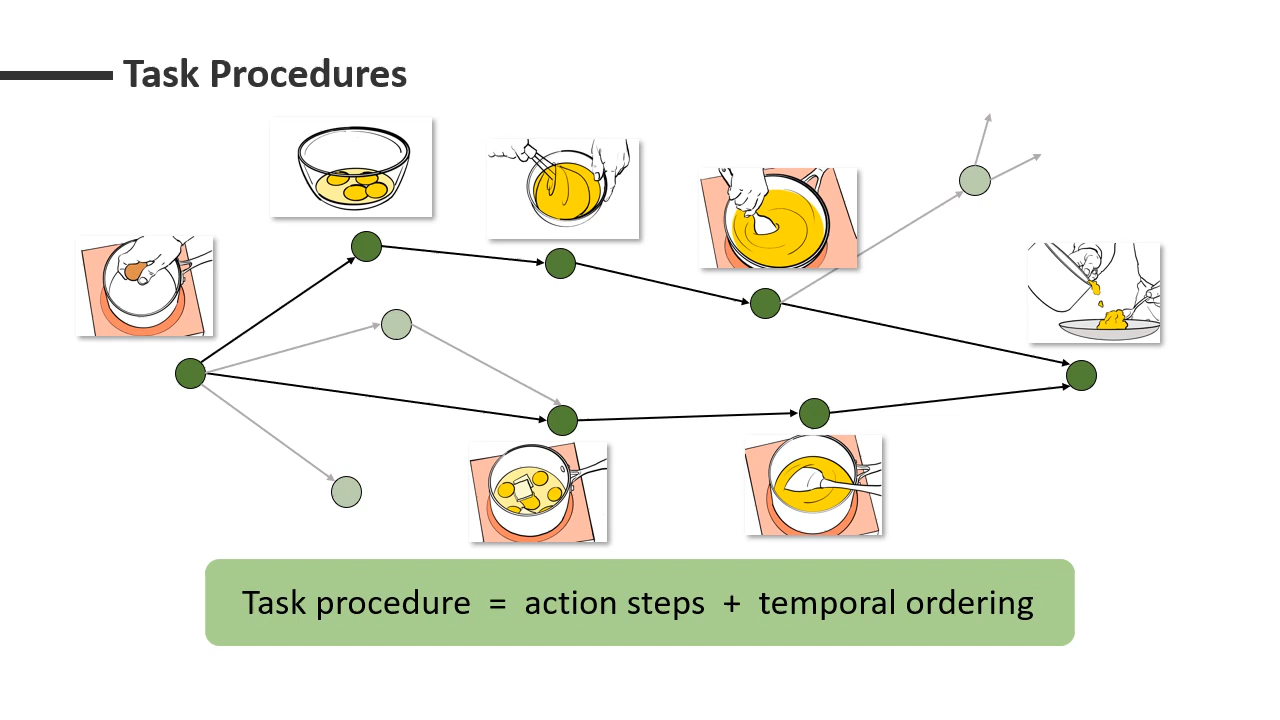 Task Procedures
Task procedure = action steps + temporal ordering